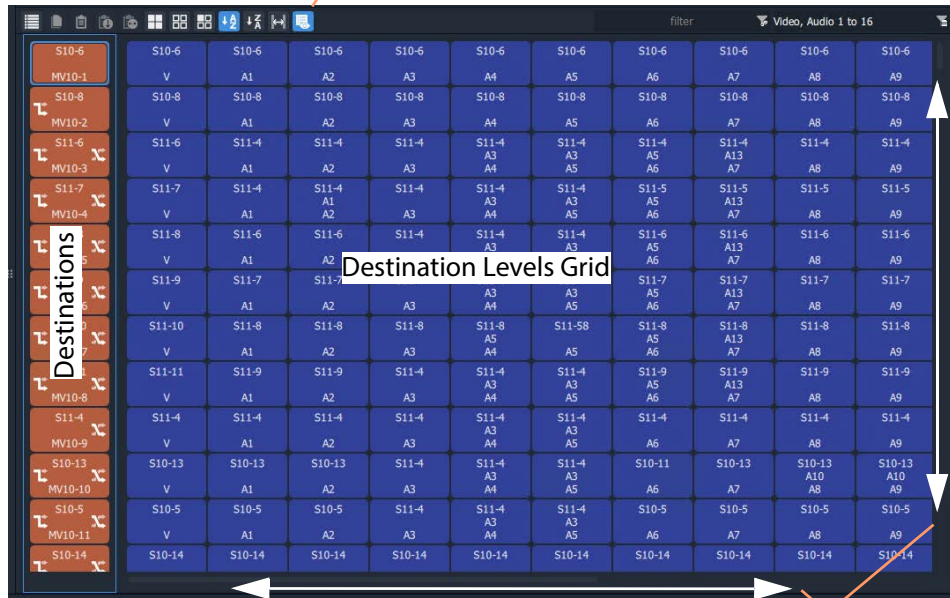 filter Video, Audio 1 to 16
S10-6 S10-6 S10-6 S10-6 S10-6 S10-6 S10-6 S10-6 S10-6 S10-6 S10-6
MV10-1 V A1 A2 A3 A4 A5 A6 A7 A8 A9
S10-8 S10-8 S10-8 S10-8 S10-8 S10-8 S10-8 S10-8 S10-8 S10-8 S10-8
MV10-2 V A1 A2 A3 A4 A5 A6 A7 A8 A9
S11-6 S11-6 S11-4 S11-4 S11-4 S11-4 S11-4 S11-4 S11-4 S11-4 S11-4
A3 A3 A5 A13
MV10-3 V A1 A2 A3 A4 A5 A6 A7 A8 A9
S11-7 S11-7 S11-4 S11-4 S11-4 S11-4 S11-4 S11-5 S11-5 S11-5 S11-5
A1 A3 A3 A5 A13
MV10-4 V A1 A2 A3 A4 A5 A6 A7 A8 A9
S11-8 S11-6 S11-6 S11-4 S11-4 S11-4 S11-6 S11-6 S11-6 S11-6
A3 A3 A5 A13
5 V A1 A2 A6 A7 A8 A9
Destination Levels Grid
Destinations
S11-9 S11-7 S11-7 S11-7 S11-7 S11-7
A3 A3 A5 A13
6 V A1 A2 A3 A4 A5 A6 A7 A8 A9
S11-10 S11-8 S11-8 S11-8 S11-8 S11-58 S11-8 S11-8 S11-8 S11-8
A5 A5 A13
7 V A1 A2 A3 A4 A5 A6 A7 A8 A9
S11-11 S11-9 S11-9 S11-4 S11-4 S11-4 S11-9 S11-9 S11-9 S11-9
A3 A3 A5 A13
MV10-8 V A1 A2 A3 A4 A5 A6 A7 A8 A9
S11-4 S11-4 S11-4 S11-4 S11-4 S11-4 S11-4 S11-4 S11-4 S11-4 S11-4
A3 A3
MV10-9 V A1 A2 A3 A4 A5 A6 A7 A8 A9
S10-13 S10-13 S10-13 S10-13 S11-4 S11-4 S11-4 S10-11 S10-13 S10-13 S10-13
A3 A3 A10 A10
MV10-10 V A1 A2 A3 A4 A5 A6 A7 A8 A9
S10-5 S10-5 S10-5 S10-5 S11-4 S11-4 S11-4 S10-5 S10-5 S10-5 S10-5
A3 A3
MV10-11 V A1 A2 A3 A4 A5 A6 A7 A8 A9
S10-14 S10-14 S10-14 S10-14 S10-14 S10-14 S10-14 S10-14 S10-14 S10-14 S10-14